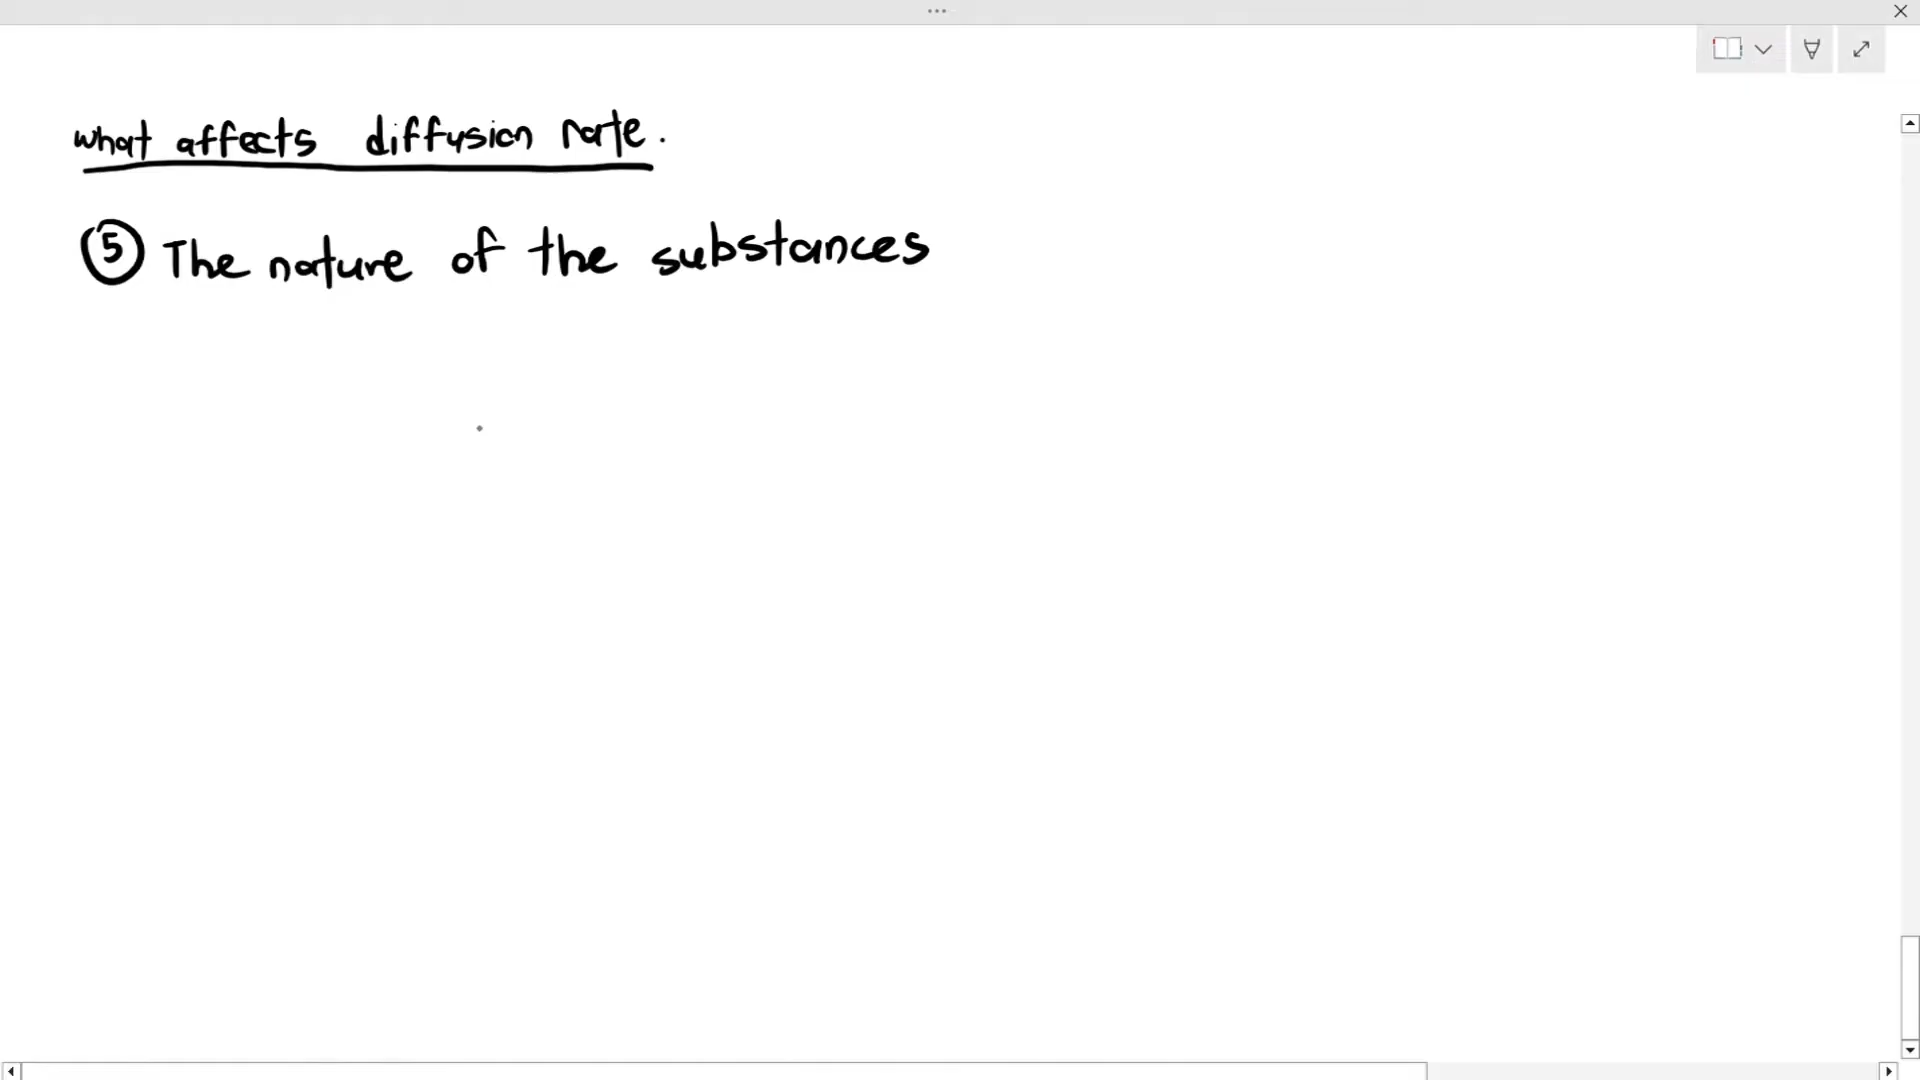 what affects diffusion rate.
⑤ The nature of the substances